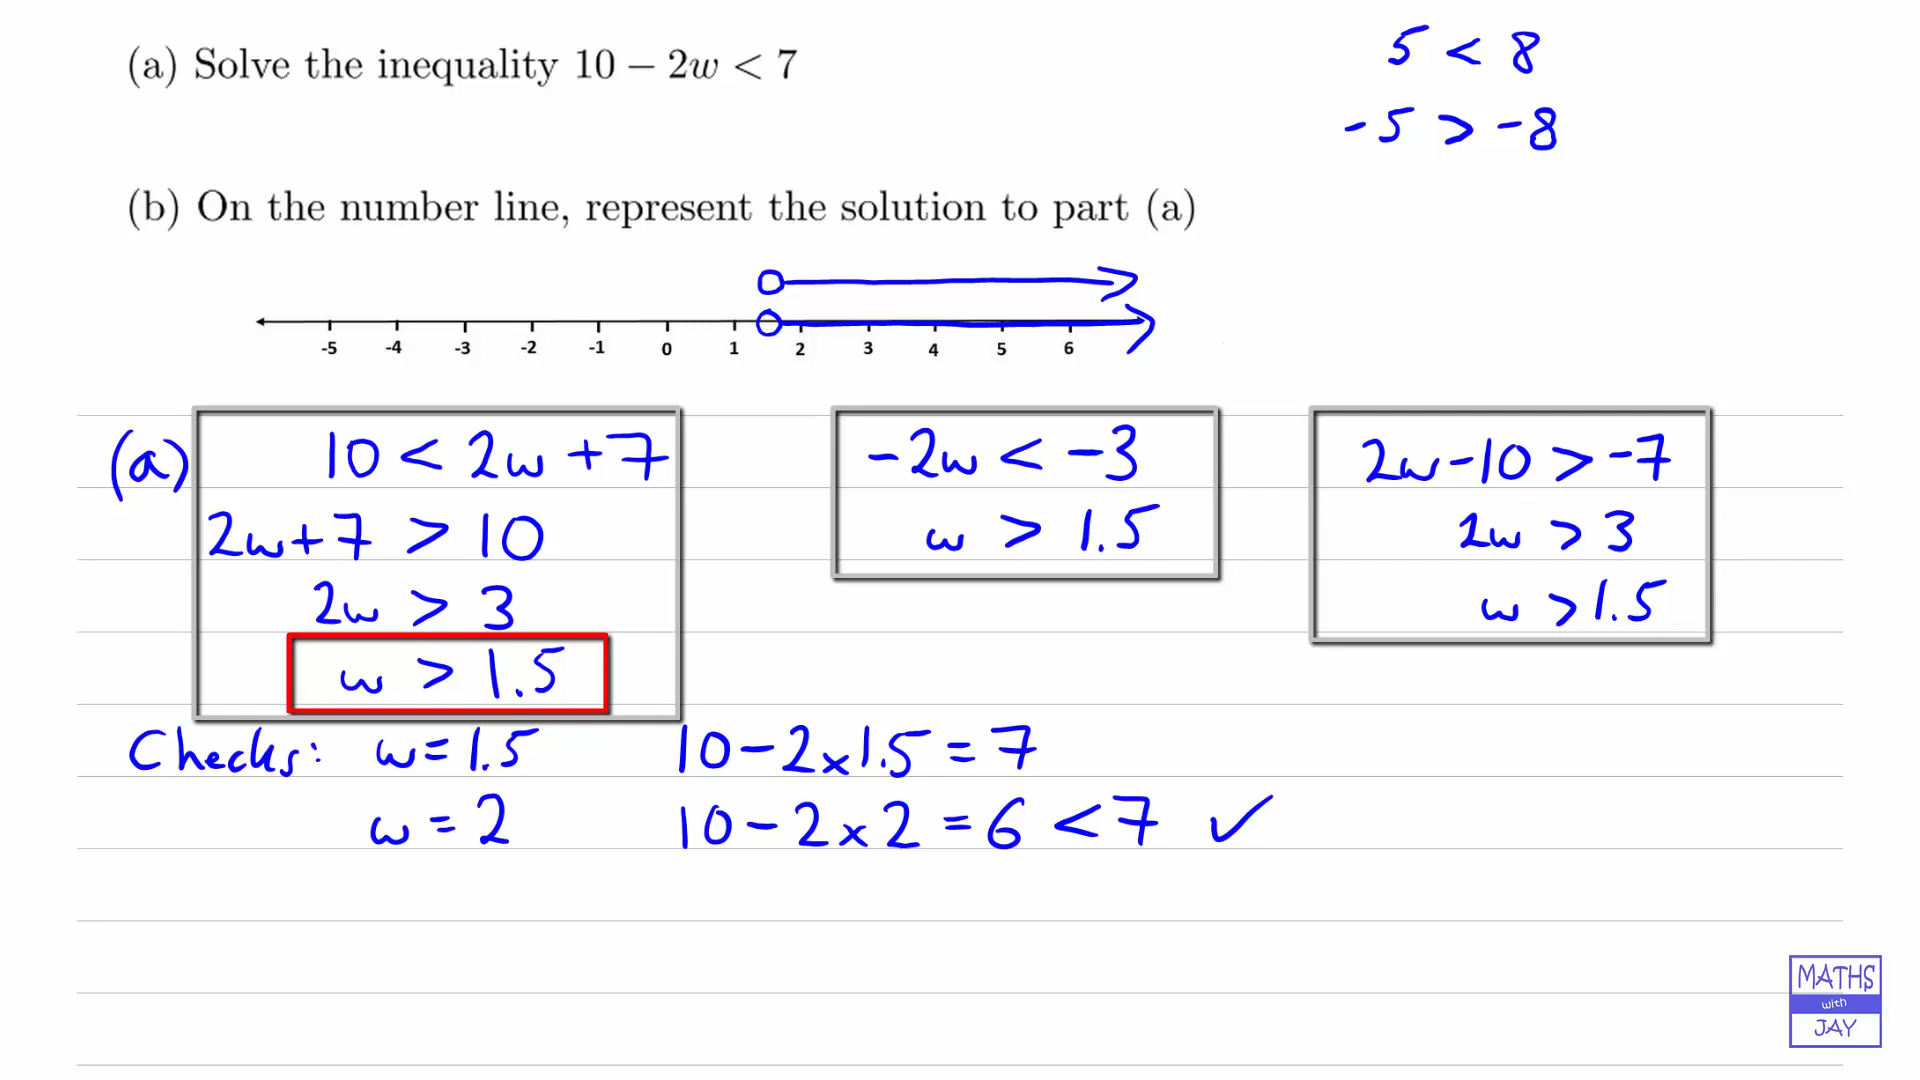 (a) Solve the inequality 10 − 2w < 7
5 < 8
-5 > -8
(b) On the number line, represent the solution to part (a)
-5 -4 -3 -2 -1 0 1 2 3 4 5 6
(a) 10 < 2w + 7
2w + 7 > 10
2w > 3
w > 1.5
-2w < -3
w > 1.5
2w - 10 > -7
2w > 3
w > 1.5
Checks: w = 1.5 10 - 2 x 1.5 = 7
w = 2 10 - 2 x 2 = 6 < 7 ✓
MATHS
with
JAY